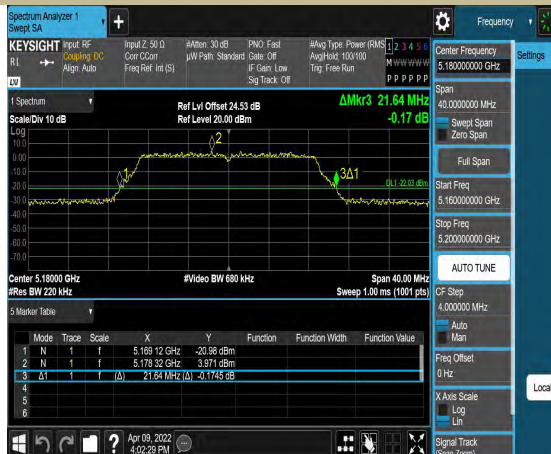 Spectrum Analyzer 1
Swept SA
+
Frequency
KEYSIGHT
RL
LXI
Input: RF
Coupling: DC
Align: Auto
Input Z: 50 Ω
Corr CCorr
Freq Ref: Int (S)
#Atten: 30 dB
µW Path: Standard
PNO: Fast
Gate: Off
IF Gain: Low
Sig Track: Off
#Avg Type: Power (RMS
Avg|Hold: 100/100
Trig: Free Run
1 2 3 4 5 6
M W W W W W
P P P P P P
Settings
Center Frequency
5.180000000 GHz
Span
40.0000000 MHz
Swept Span
Zero Span
Full Span
Start Freq
5.160000000 GHz
Stop Freq
5.200000000 GHz
AUTO TUNE
CF Step
4.000000 MHz
Auto
Man
Freq Offset
0 Hz
X Axis Scale
Log
Lin
Signal Track
(Span Zoom)
Local
1 Spectrum
Scale/Div 10 dB
Ref Lvl Offset 24.53 dB
Ref Level 20.00 dBm
ΔMkr3 21.64 MHz
-0.17 dB
Log
10.0
0.00
-10.0
-20.0
-30.0
-40.0
-50.0
-60.0
-70.0
1
2
3Δ1
DL1 -22.03 dBm
Center 5.18000 GHz
#Res BW 220 kHz
#Video BW 680 kHz
Span 40.00 MHz
Sweep 1.00 ms (1001 pts)
5 Marker Table
Mode Trace Scale X Y Function Function Width Function Value
1 N 1 f 5.169 12 GHz -20.98 dBm
2 N 1 f 5.178 32 GHz 3.971 dBm
3 Δ1 1 f (Δ) 21.64 MHz (Δ) -0.1745 dB
4
5
6
?
Apr 09, 2022
4:02:29 PM